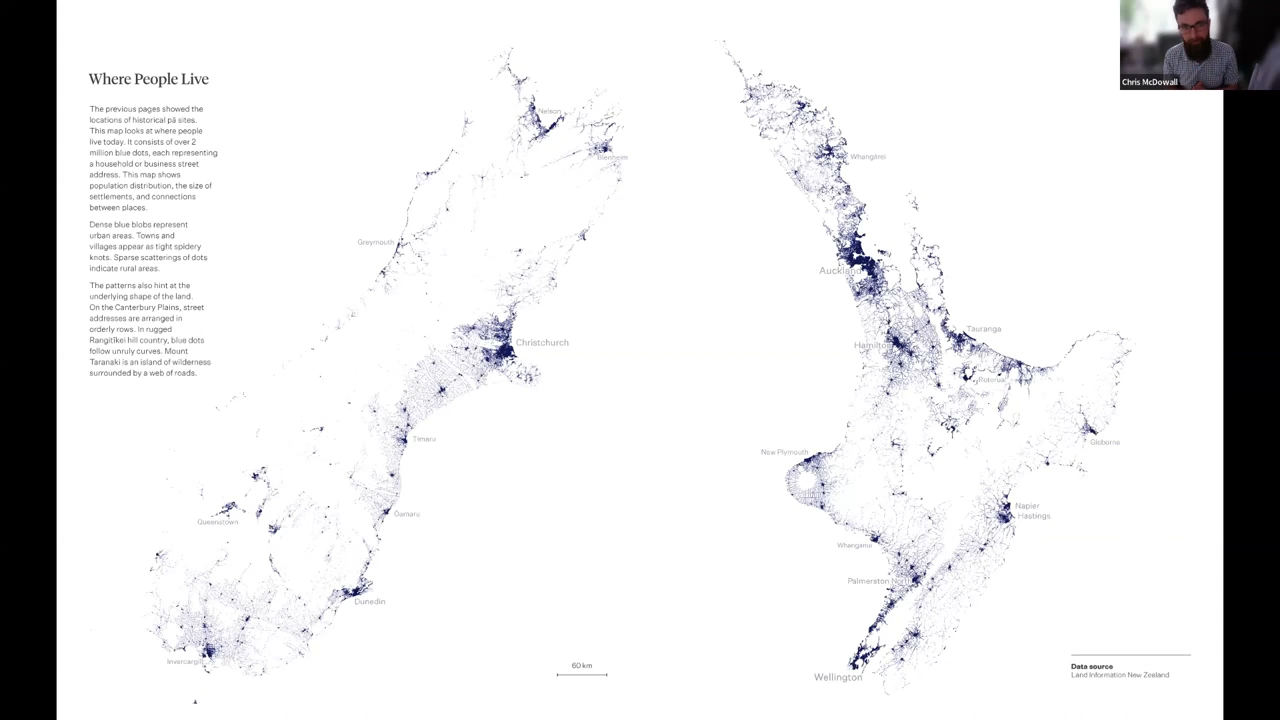 Where People Live
The previous pages showed the
locations of historical pā sites.
This map looks at where people
live today. It consists of over 2
million blue dots, each representing
a household or business street
address. This map shows
population distribution, the size of
settlements, and connections
between places.
Dense blue blobs represent
urban areas. Towns and
villages appear as tight spidery
knots. Sparse scatterings of dots
indicate rural areas.
The patterns also hint at the
underlying shape of the land.
On the Canterbury Plains, street
addresses are arranged in
orderly rows. In rugged
Rangitīkei hill country, blue dots
follow unruly curves. Mount
Taranaki is an island of wilderness
surrounded by a web of roads.
Nelson
Blenheim
Greymouth
Christchurch
Timaru
Queenstown
Oamaru
Dunedin
Invercargill
60 km
Whangārei
Auckland
Tauranga
Hamilton
Rotorua
Gisborne
New Plymouth
Napier
Hastings
Whanganui
Palmerston North
Wellington
Data source
Land Information New Zealand
Chris McDowall